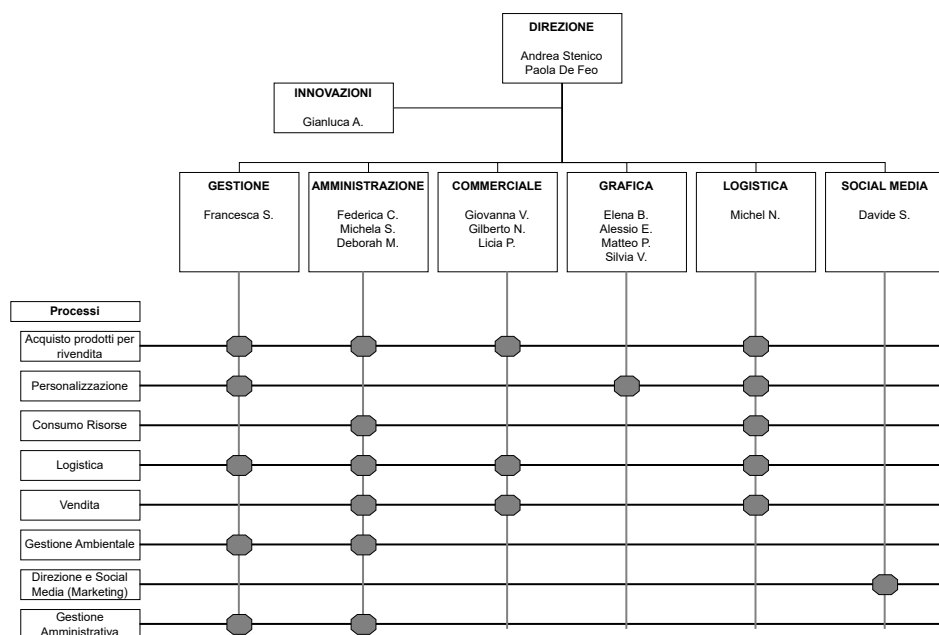 DIREZIONE
Andrea Stenico
Paola De Feo
INNOVAZIONI
Gianluca A.
GESTIONE
Francesca S.
AMMINISTRAZIONE
Federica C.
Michela S.
Deborah M.
COMMERCIALE
Giovanna V.
Gilberto N.
Licia P.
GRAFICA
Elena B.
Alessio E.
Matteo P.
Silvia V.
LOGISTICA
Michel N.
SOCIAL MEDIA
Davide S.
Processi
Acquisto prodotti per
rivendita
Personalizzazione
Consumo Risorse
Logistica
Vendita
Gestione Ambientale
Direzione e Social
Media (Marketing)
Gestione
Amministrativa